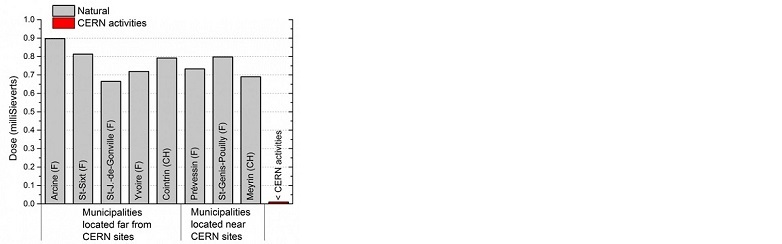 Natural
CERN activities
Dose (milliSieverts)
1.0
0.9
0.8
0.7
0.6
0.5
0.4
0.3
0.2
0.1
0.0
Arcine (F)
St-Sixt (F)
St-J.-de-Gonville (F)
Yvoire (F)
Cointrin (CH)
Prévessin (F)
St-Genis-Pouilly (F)
Meyrin (CH)
< CERN activities
Municipalities
located far from
CERN sites
Municipalities
located near
CERN sites